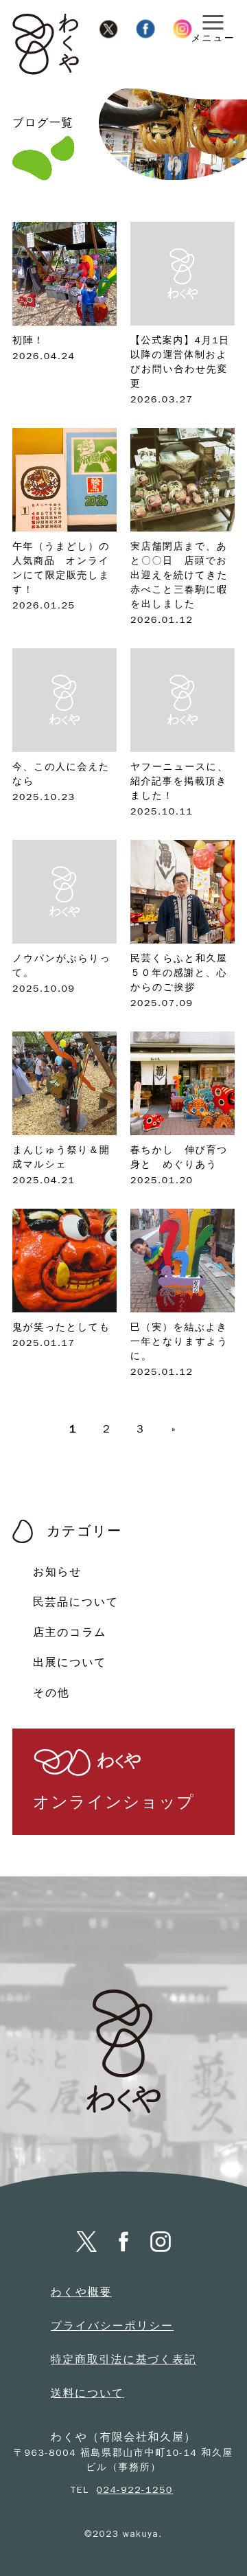 わくや
メニュー
ブログ一覧
初陣！
2026.04.24
【公式案内】4月1日
以降の運営体制およ
びお問い合わせ先変
更
2026.03.27
午年（うまどし）の
人気商品　オンライ
ンにて限定販売しま
す！
2026.01.25
実店舗閉店まで、あ
と〇〇日　店頭でお
出迎えを続けてきた
赤べこと三春駒に暇
を出しました
2026.01.12
わくや
わくや
今、この人に会えた
なら
2025.10.23
ヤフーニュースに、
紹介記事を掲載頂き
ました！
2025.10.11
わくや
ノウパンがぶらりっ
て。
2025.10.09
民芸くらふと和久屋
５０年の感謝と、心
からのご挨拶
2025.07.09
まんじゅう祭り＆開
成マルシェ
2025.04.21
春ちかし　伸び育つ
身と　めぐりあう
2025.01.20
鬼が笑ったとしても
2025.01.17
巳（実）を結ぶよき
一年となりますよう
に。
2025.01.12
1 2 3 »
カテゴリー
お知らせ
民芸品について
店主のコラム
出展について
その他
わくや
オンラインショップ
わくや
わくや概要
プライバシーポリシー
特定商取引法に基づく表記
送料について
わくや（有限会社和久屋）
〒963-8004 福島県郡山市中町10-14 和久屋
ビル（事務所）
TEL 024-922-1250
©2023 wakuya.